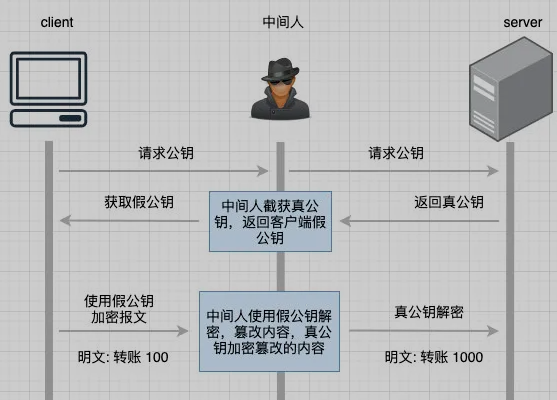 client
中间人
server
请求公钥
请求公钥
获取假公钥
中间人截获真公
钥，返回客户端假
公钥
返回真公钥
使用假公钥
加密报文
中间人使用假公钥解
密，篡改内容，真公
钥加密篡改的内容
真公钥解密
明文: 转账 100
明文: 转账 1000